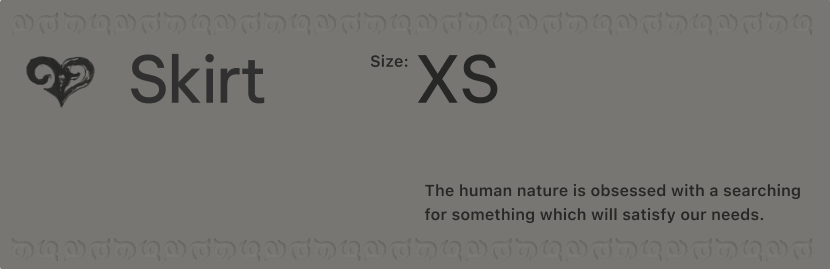 Skirt
Size: XS
The human nature is obsessed with a searching
for something which will satisfy our needs.